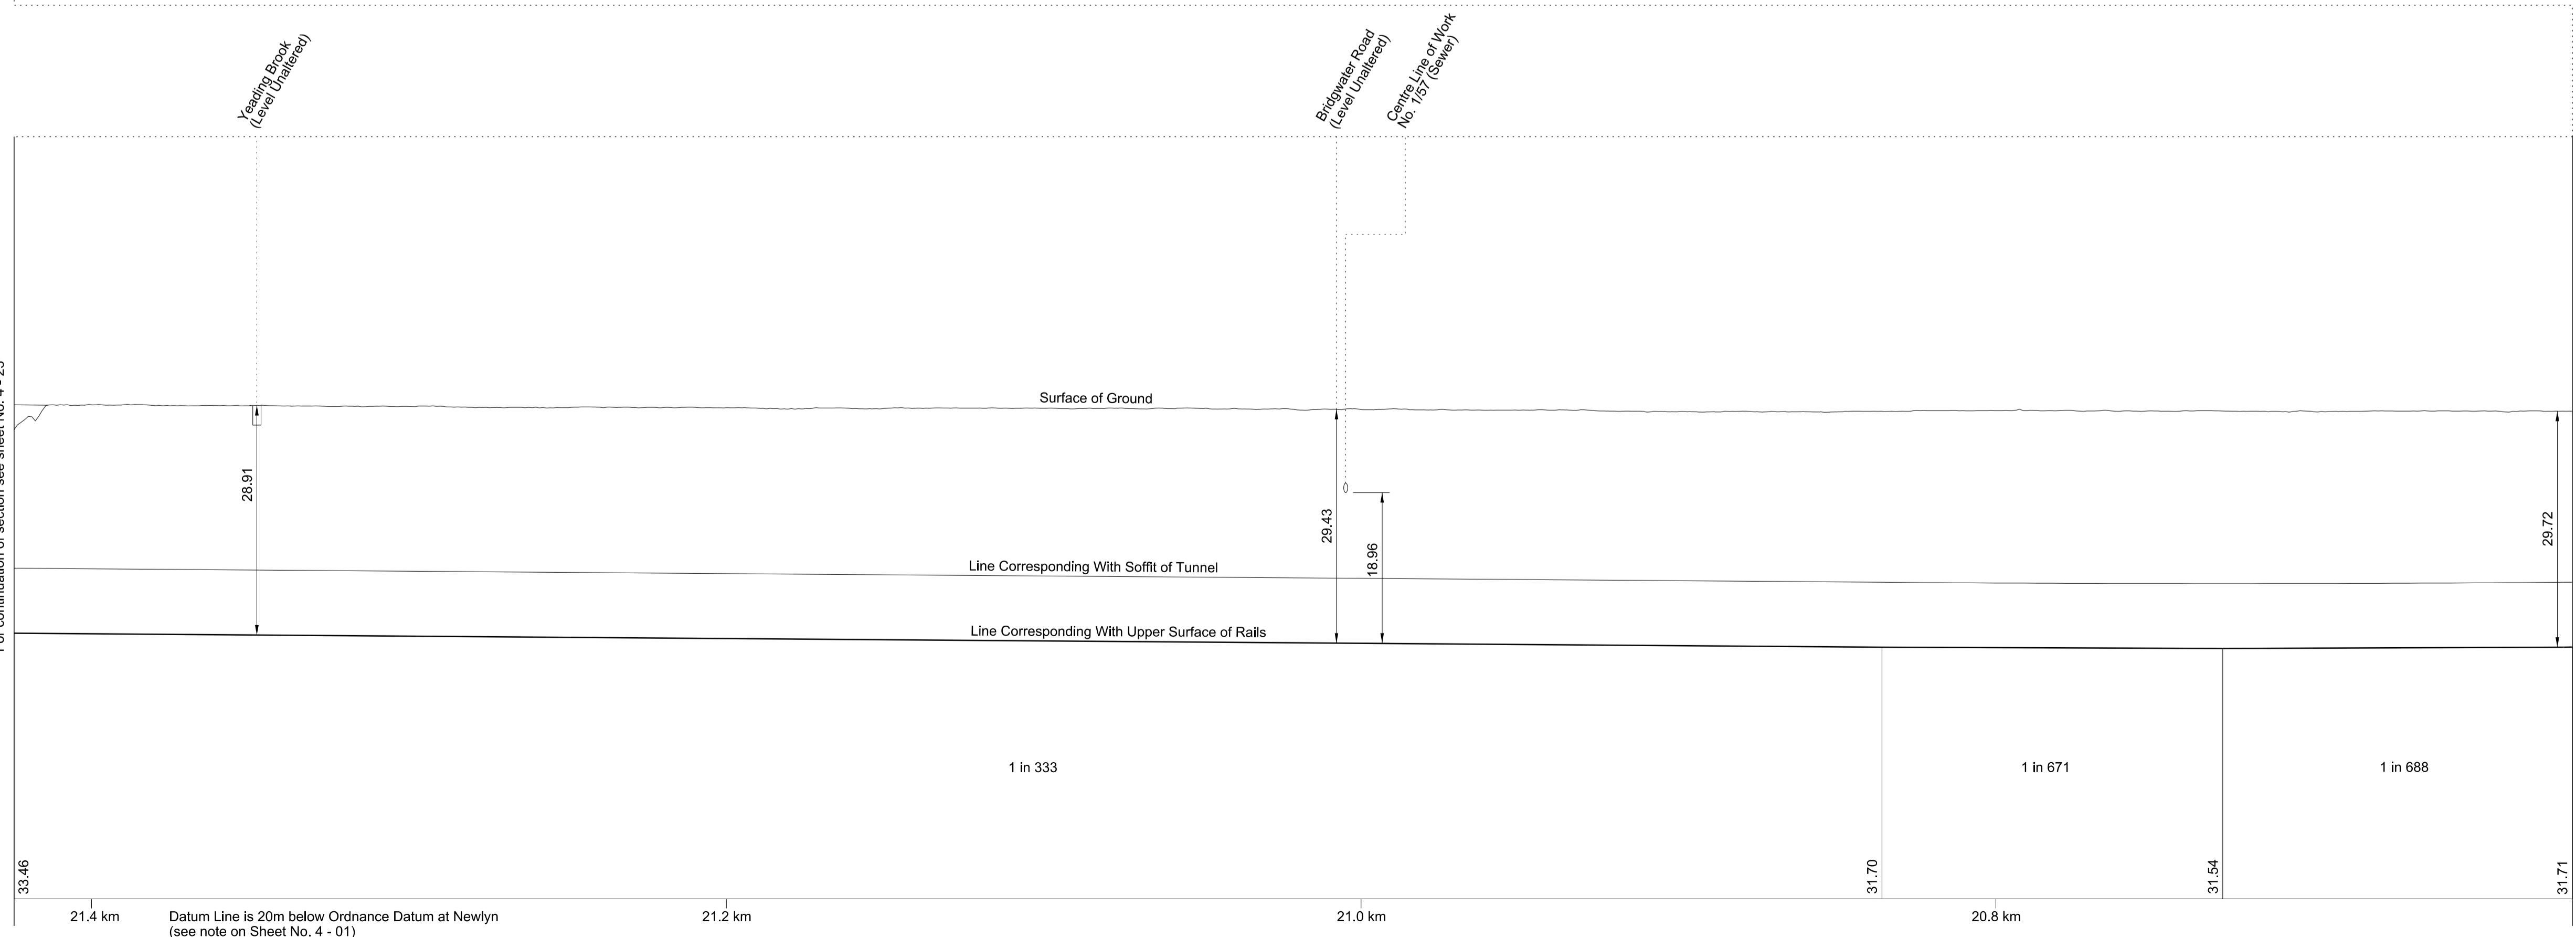 Yeading Brook
(Level Unaltered)
Bridgwater Road
(Level Unaltered)
Centre Line of Work
No. 1/57 (Sewer)
Surface of Ground
28.91
29.43
18.96
29.72
Line Corresponding With Soffit of Tunnel
Line Corresponding With Upper Surface of Rails
1 in 333
1 in 671
1 in 688
33.46
31.70
31.54
31.71
21.4 km
21.2 km
21.0 km
20.8 km
Datum Line is 20m below Ordnance Datum at Newlyn
(see note on Sheet No. 4 - 01)